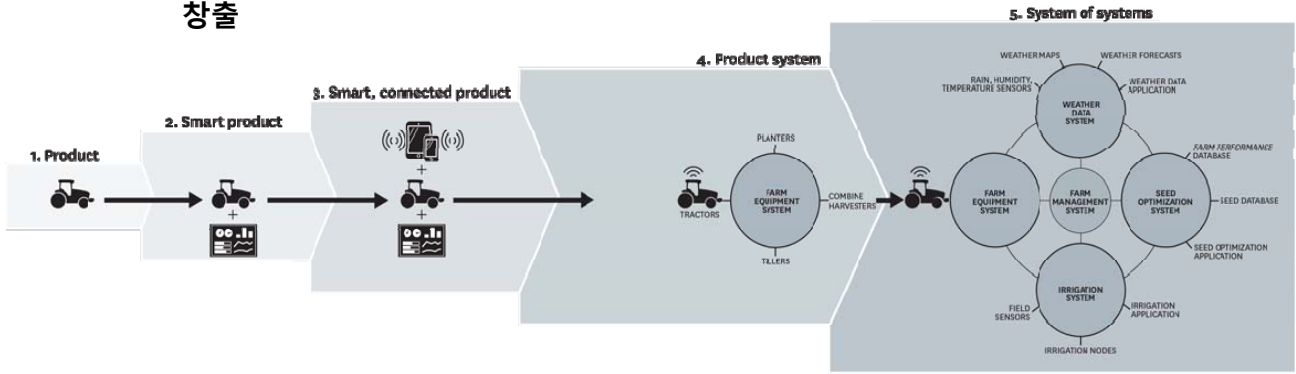 창출
1. Product
2. Smart product
+
3. Smart, connected product
+
+
4. Product system
PLANTERS
TRACTORS
FARM
EQUIPMENT
SYSTEM
COMBINE
HARVESTERS
TILLERS
5. System of systems
WEATHER MAPS
WEATHER FORECASTS
RAIN, HUMIDITY,
TEMPERATURE SENSORS
WEATHER DATA
APPLICATION
WEATHER
DATA
SYSTEM
FARM PERFORMANCE
DATABASE
FARM
EQUIPMENT
SYSTEM
FARM
MANAGEMENT
SYSTEM
SEED
OPTIMIZATION
SYSTEM
SEED DATABASE
SEED OPTIMIZATION
APPLICATION
IRRIGATION
SYSTEM
FIELD
SENSORS
IRRIGATION
APPLICATION
IRRIGATION NODES